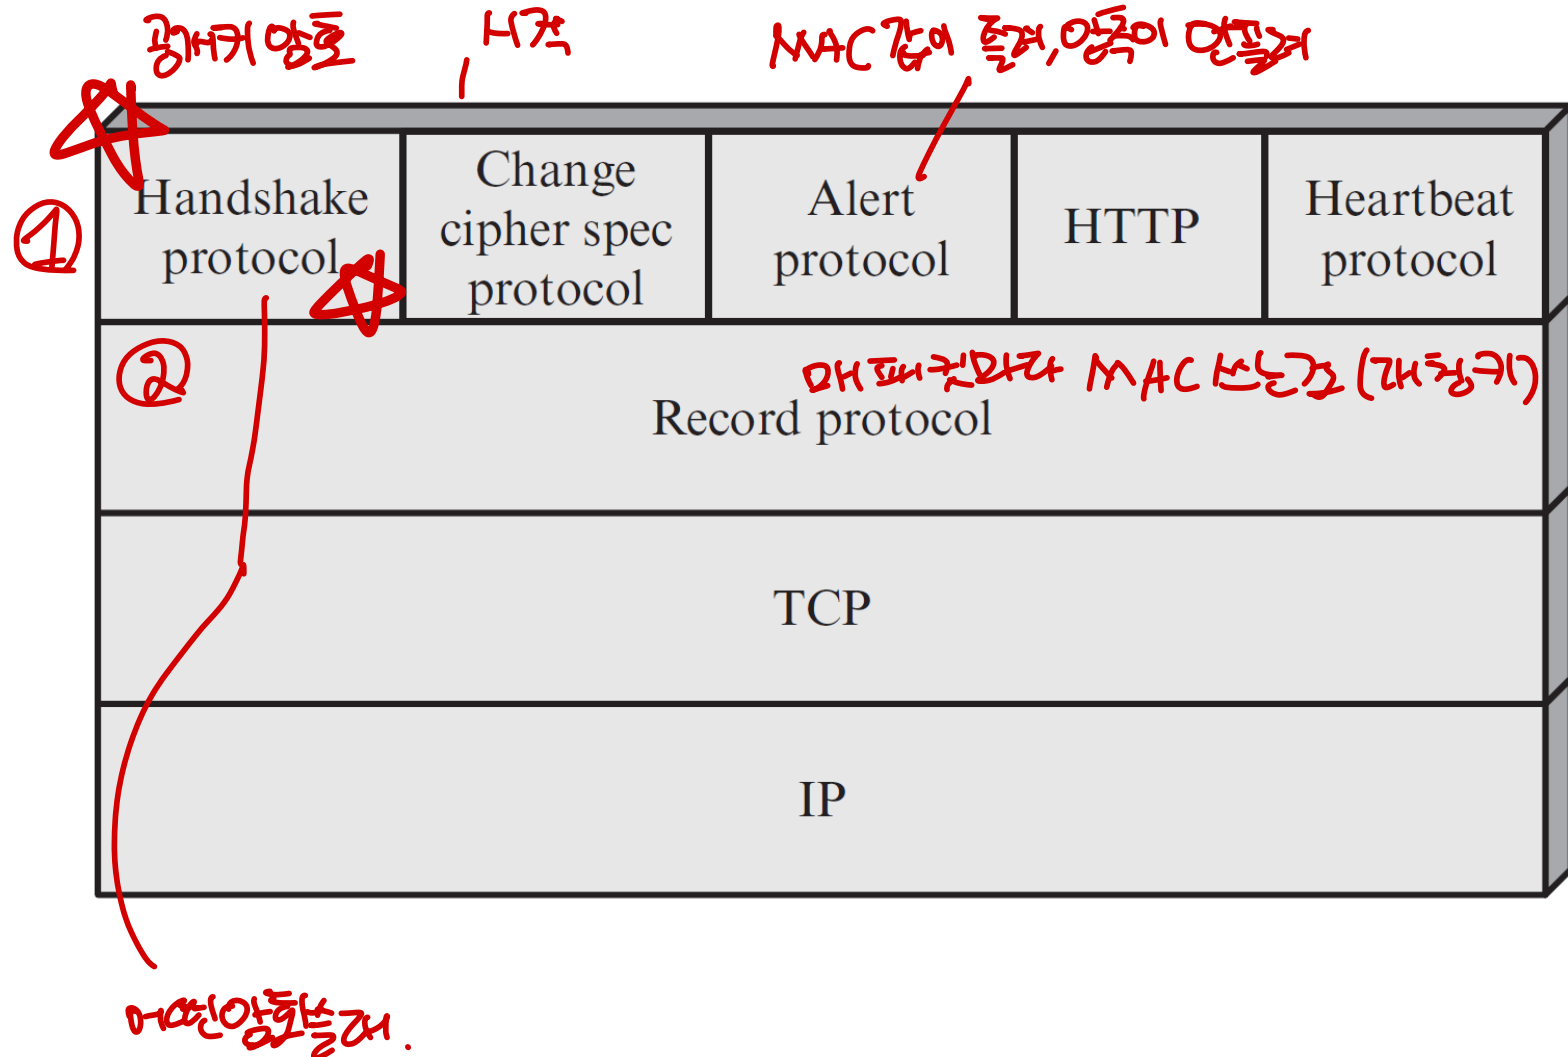 공개키 암호
시작
MAC 값이 틀려, 양쪽이 안풀려
①
Handshake
protocol
Change
cipher spec
protocol
Alert
protocol
HTTP
Heartbeat
protocol
②
매 패킷마다 MAC 쓰는것 (대칭키)
Record protocol
TCP
IP
어떤암호쓸래.